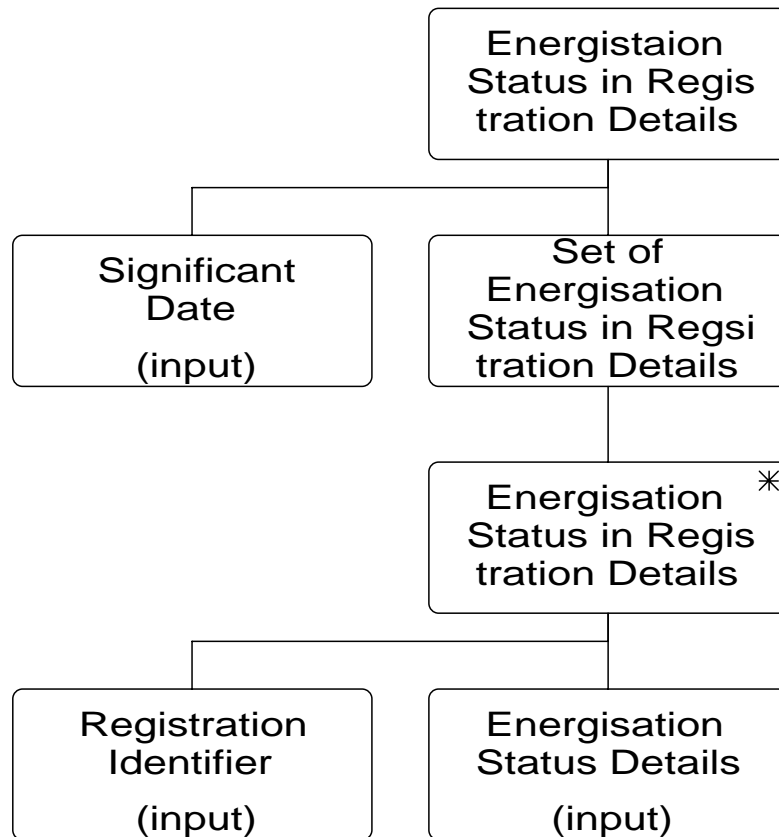 Energistaion
Status in Regis
tration Details
Significant
Date
(input)
Set of
Energisation
Status in Regsi
tration Details
Energisation
Status in Regis
tration Details
Registration
Identifier
(input)
Energisation
Status Details
(input)